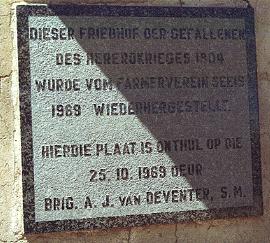 DIESER FRIEDHOF DER GEFALLENEN
DES HEREROKRIEGES 1904
WURDE VOM FARMERVEREIN SEEIS
1969 WIEDERHERGESTELLT.
HIERDIE PLAAT IS ONTHUL OP DIE
25. 10. 1969 DEUR
BRIG. A. J. VAN DEVENTER, S.M.